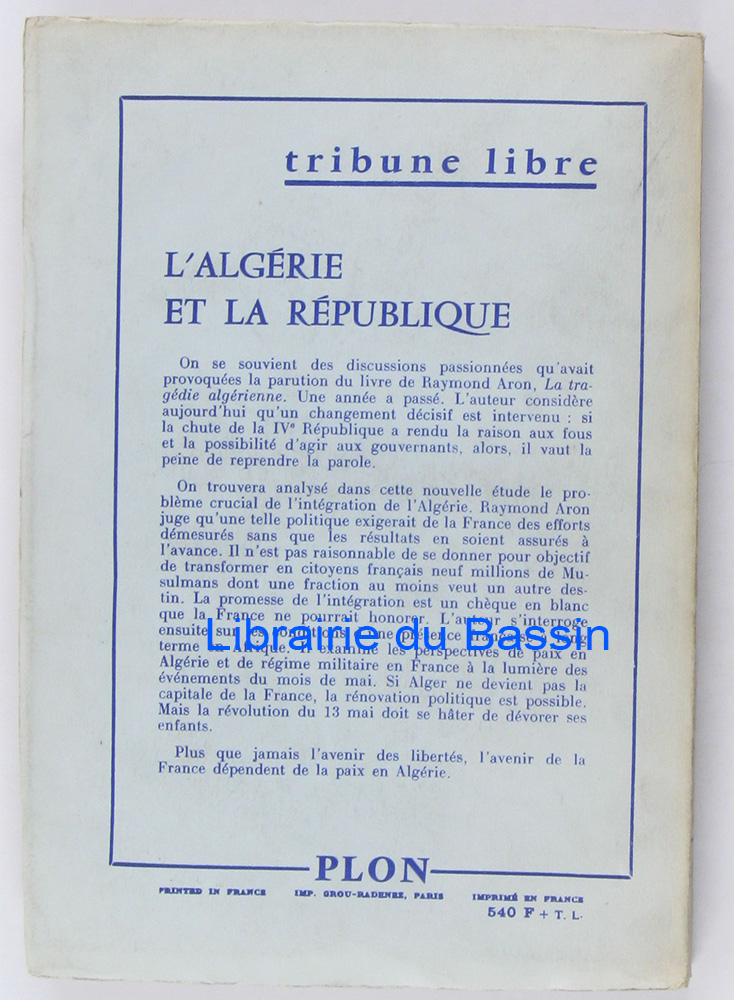 tribune libre
L'ALGÉRIE
ET LA RÉPUBLIQUE
On se souvient des discussions passionnées qu'avait
provoquées la parution du livre de Raymond Aron, La tra-
gédie algérienne. Une année a passé. L'auteur considère
aujourd'hui qu'un changement décisif est intervenu : si
la chute de la IVe République a rendu la raison aux fous
et la possibilité d'agir aux gouvernants, alors, il vaut la
peine de reprendre la parole.
On trouvera analysé dans cette nouvelle étude le pro-
blème crucial de l'intégration de l'Algérie. Raymond Aron
juge qu'une telle politique exigerait de la France des efforts
démesurés sans que les résultats en soient assurés à
l'avance. Il n'est pas raisonnable de se donner pour objectif
de transformer en citoyens français neuf millions de Mu-
sulmans dont une fraction au moins veut un autre des-
tin. La promesse de l'intégration est un chèque en blanc
que la France ne pourrait honorer. L'auteur s'interroge
ensuite sur
Librairie du Bassin
terme en Afrique. examine les perspectives de paix en
Algérie et de régime militaire en France à la lumière des
événements du mois de mai. Si Alger ne devient pas la
capitale de la France, la rénovation politique est possible.
Mais la révolution du 13 mai doit se hâter de dévorer ses
enfants.
Plus que jamais l'avenir des libertés, l'avenir de la
France dépendent de la paix en Algérie.
PLON
PRINTED IN FRANCE IMP. GROU-RADENEZ, PARIS IMPRIMÉ EN FRANCE
540 F + T. L.